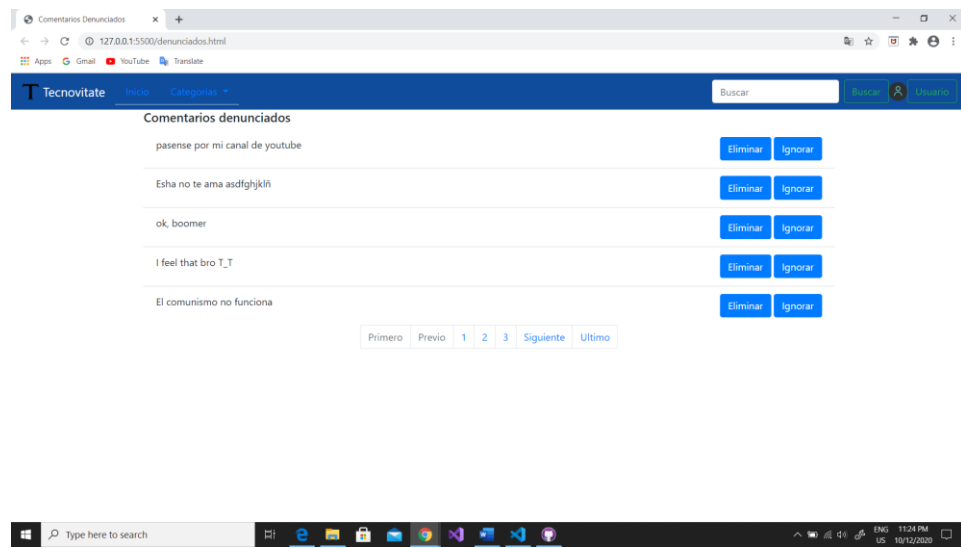 Comentarios Denunciados
127.0.0.1:5500/denunciados.html
Apps Gmail YouTube Translate
T Tecnovitate Inicio Categorias Buscar Buscar Usuario
Comentarios denunciados
pasense por mi canal de youtube Eliminar Ignorar
Esha no te ama asdfghjklñ Eliminar Ignorar
ok, boomer Eliminar Ignorar
I feel that bro T_T Eliminar Ignorar
El comunismo no funciona Eliminar Ignorar
Primero Previo 1 2 3 Siguiente Ultimo
Type here to search ENG 11:24 PM
US 10/12/2020